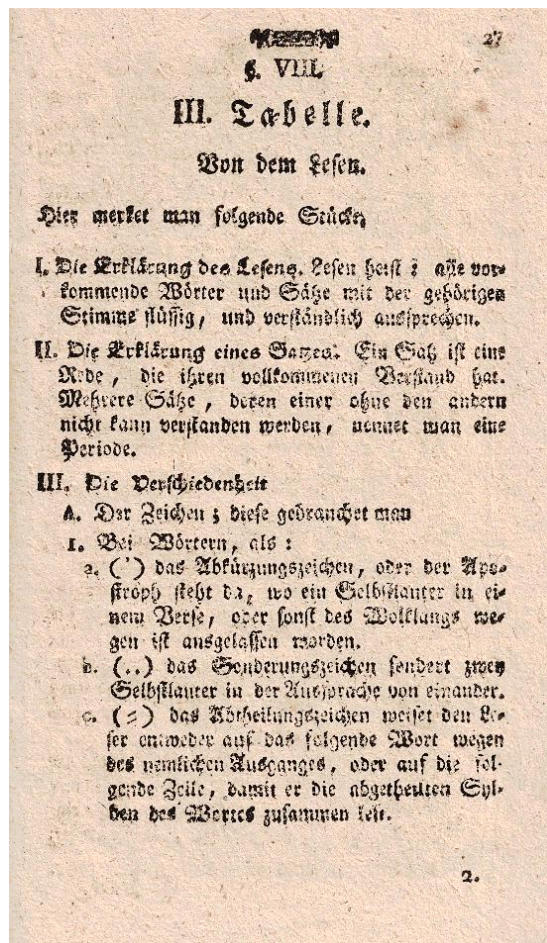 27
§. VIII.
III. Tabelle.
Von dem Lesen.
Hier merket man folgende Stücke,
I. Die Erklärung des Lesens. Lesen heist : alle vor-
kommende Wörter und Sätze mit der gehörigen
Stimme flüssig, und verständlich aussprechen.
II. Die Erklärung eines Satzes. Ein Satz ist eine
Rede, die ihren vollkommenen Verstand hat.
Mehrere Sätze, deren einer ohne den andern
nicht kann verstanden werden, nennet man eine
Periode.
III. Die Verschiedenheit
A. Der Zeichen; diese gebrauchet man
1. Bei Wörtern, als :
a. (') das Abkürzungszeichen, oder der Apo-
stroph steht da, wo ein Selbstlauter in ei-
nem Verse, oder sonst des Wolklangs we-
gen ist ausgelassen worden.
b. (..) das Sonderungszeichen sondert zwey
Selbstlauter in der Aussprache von einander.
c. (=) das Abtheilungszeichen weiset den Le-
ser entweder auf das folgende Wort wegen
des nemlichen Ausganges, oder auf die fol-
gende Zeile, damit er die abgetheilten Syl-
ben des Wortes zusammen lese.
2.